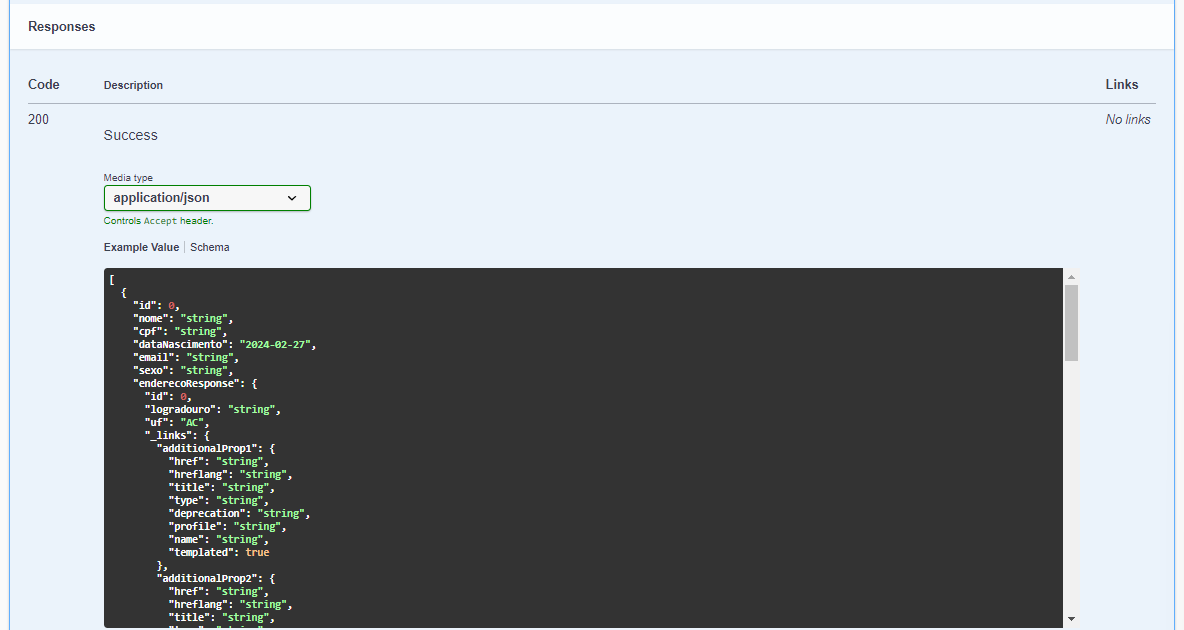 Responses
Code Description Links
200 Success No links
Media type
application/json
Controls Accept header.
Example Value Schema
[
  {
    "id": 0,
    "nome": "string",
    "cpf": "string",
    "dataNascimento": "2024-02-27",
    "email": "string",
    "sexo": "string",
    "enderecoResponse": {
      "id": 0,
      "logradouro": "string",
      "uf": "AC",
      "_links": {
        "additionalProp1": {
          "href": "string",
          "hreflang": "string",
          "title": "string",
          "type": "string",
          "deprecation": "string",
          "profile": "string",
          "name": "string",
          "templated": true
        },
        "additionalProp2": {
          "href": "string",
          "hreflang": "string",
          "title": "string",